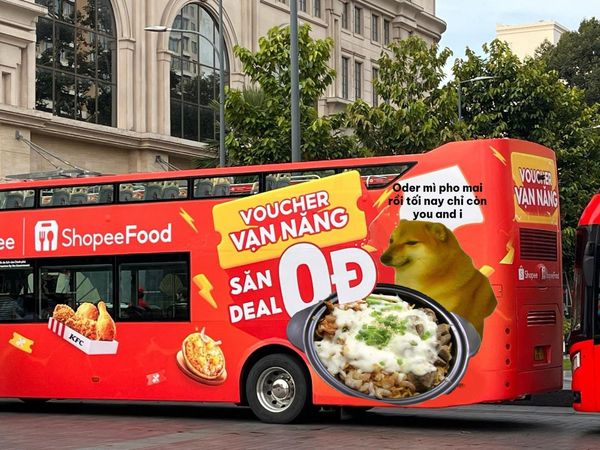 Oder mì pho mai
rồi tối nay chỉ còn
you and i
VOUCHER
VẠN NĂNG
SĂN
DEAL
0Đ
ee
ShopeeFood
KFC
VOUCHER
VẠN NĂNG
Shopee
ShopeeFood